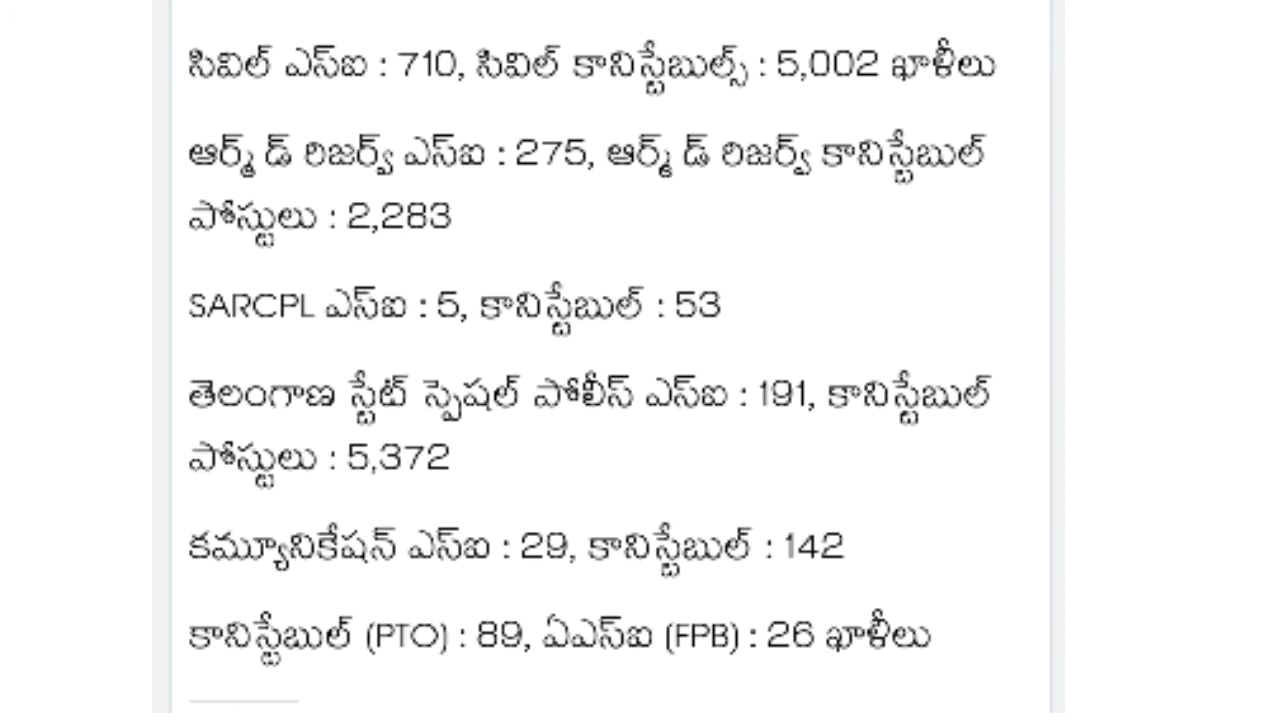 సివిల్ ఎస్ఐ : 710, సివిల్ కానిస్టేబుల్స్ : 5,002 ఖాళీలు
ఆర్మ్ డ్ రిజర్వ్ ఎస్ఐ : 275, ఆర్మ్ డ్ రిజర్వ్ కానిస్టేబుల్
పోస్టులు : 2,283
SARCPL ఎస్ఐ : 5, కానిస్టేబుల్ : 53
తెలంగాణ స్టేట్ స్పెషల్ పోలీస్ ఎస్ఐ : 191, కానిస్టేబుల్
పోస్టులు : 5,372
కమ్యూనికేషన్ ఎస్ఐ : 29, కానిస్టేబుల్ : 142
కానిస్టేబుల్ (PTO) : 89, ఏఎస్ఐ (FPB) : 26 ఖాళీలు